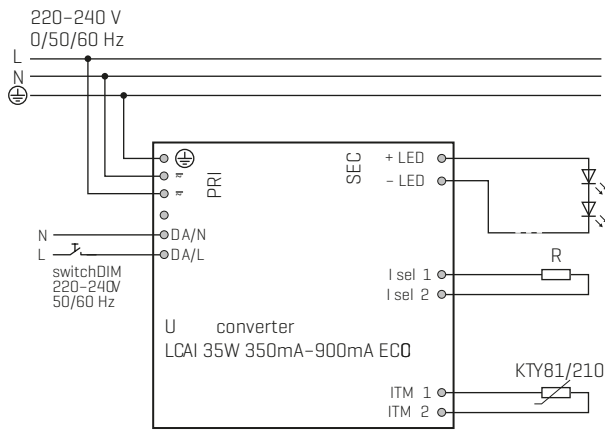 220–240 V
0/50/60 Hz
L
N
+ LED
– LED
PRI
SEC
N
DA/N
L
DA/L
switchDIM
220–240V
50/60 Hz
I sel 1
I sel 2
R
U converter
LCAI 35W 350mA–900mA ECO
KTY81/210
ITM 1
ITM 2